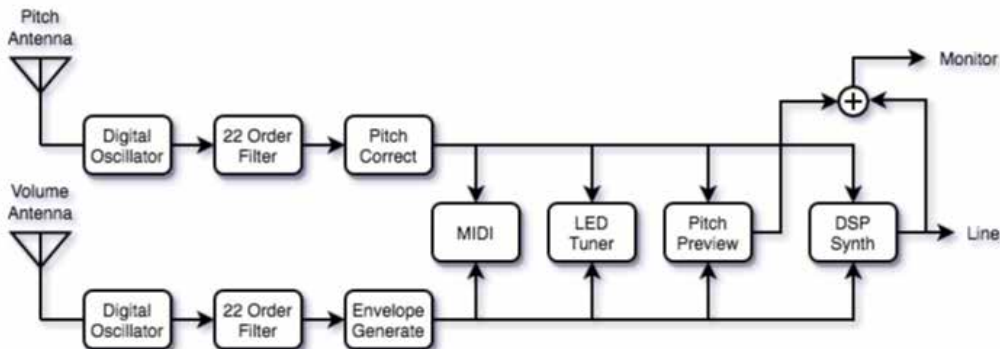 Pitch
Antenna
Monitor
+
Digital
Oscillator
22 Order
Filter
Pitch
Correct
Volume
Antenna
MIDI
LED
Tuner
Pitch
Preview
DSP
Synth
Line
Digital
Oscillator
22 Order
Filter
Envelope
Generate